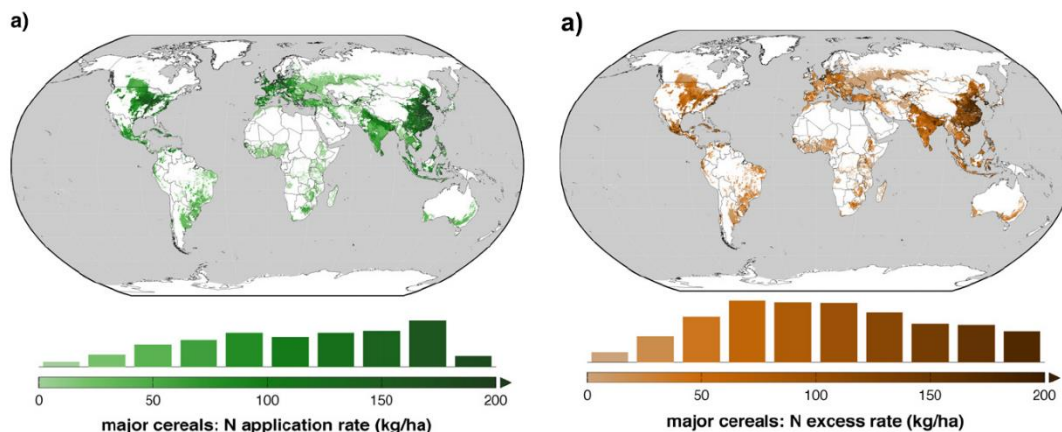 a)
0 50 100 150 200
major cereals: N application rate (kg/ha)
a)
0 50 100 150 200
major cereals: N excess rate (kg/ha)